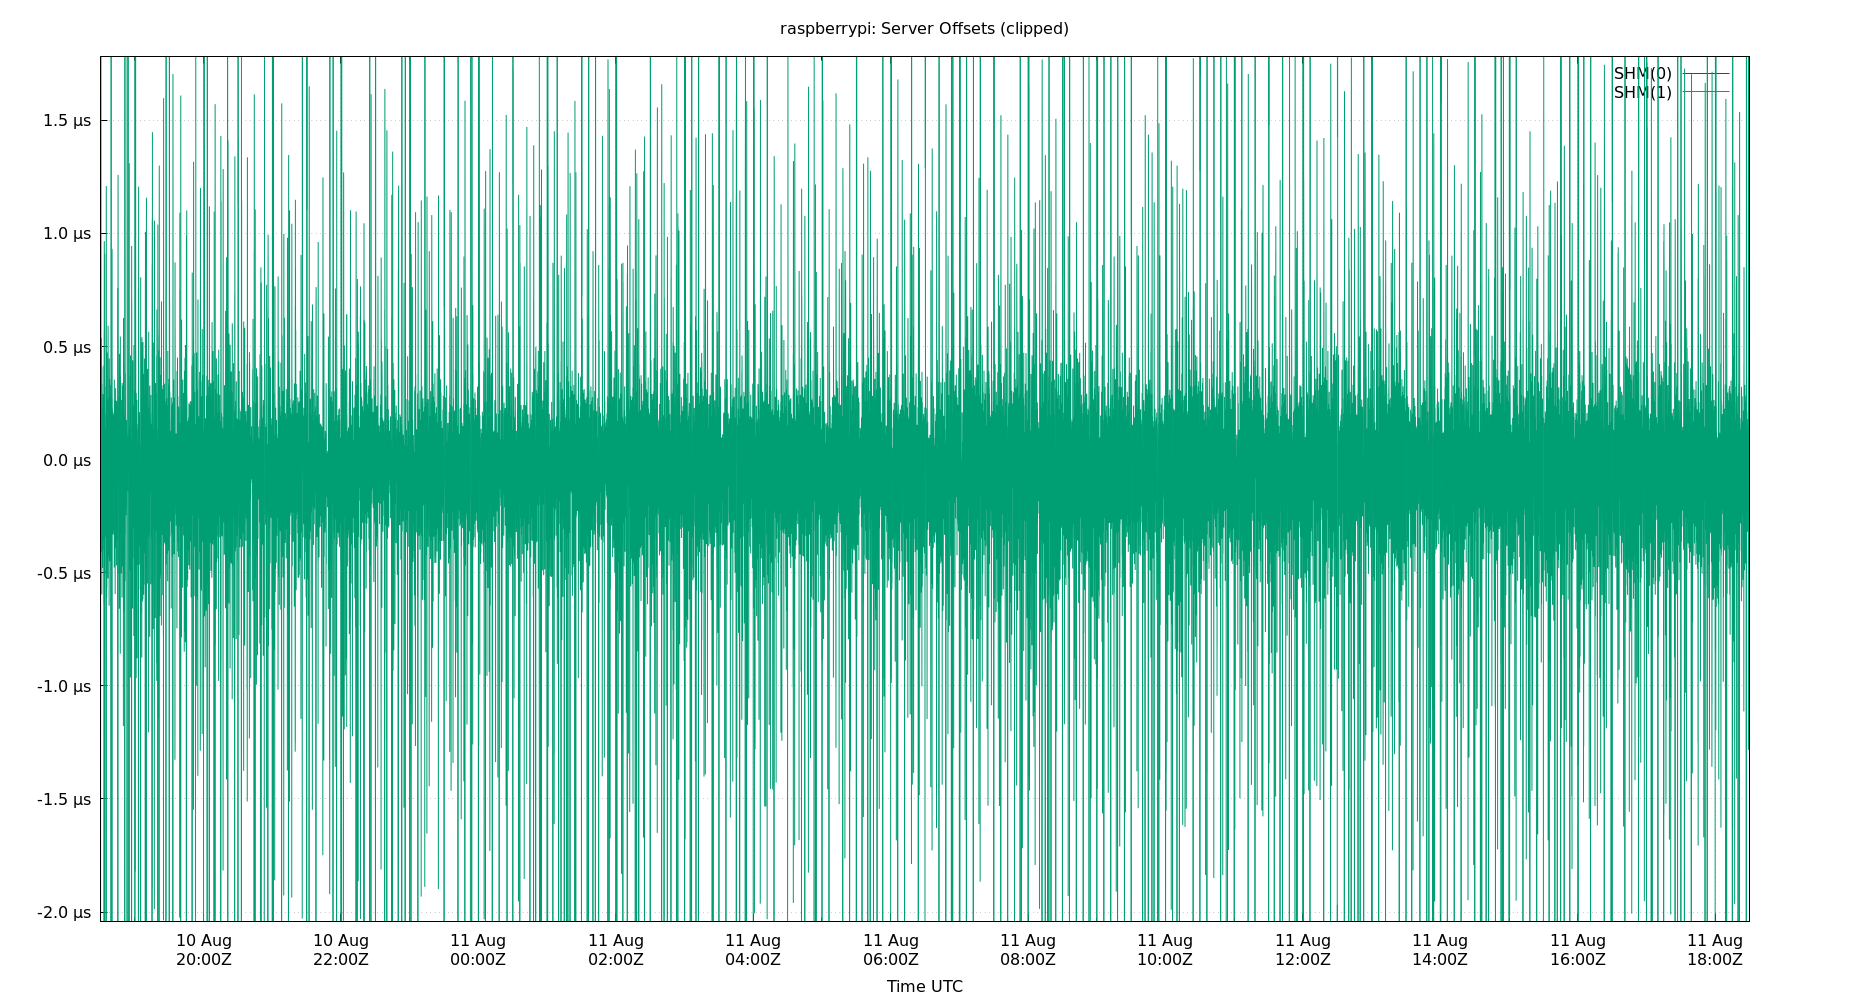 raspberrypi: Server Offsets (clipped)
SHM(0)
SHM(1)
1.5 µs
1.0 µs
0.5 µs
0.0 µs
-0.5 µs
-1.0 µs
-1.5 µs
-2.0 µs
10 Aug 10 Aug 11 Aug 11 Aug 11 Aug 11 Aug 11 Aug 11 Aug 11 Aug 11 Aug 11 Aug 11 Aug
20:00Z 22:00Z 00:00Z 02:00Z 04:00Z 06:00Z 08:00Z 10:00Z 12:00Z 14:00Z 16:00Z 18:00Z
Time UTC